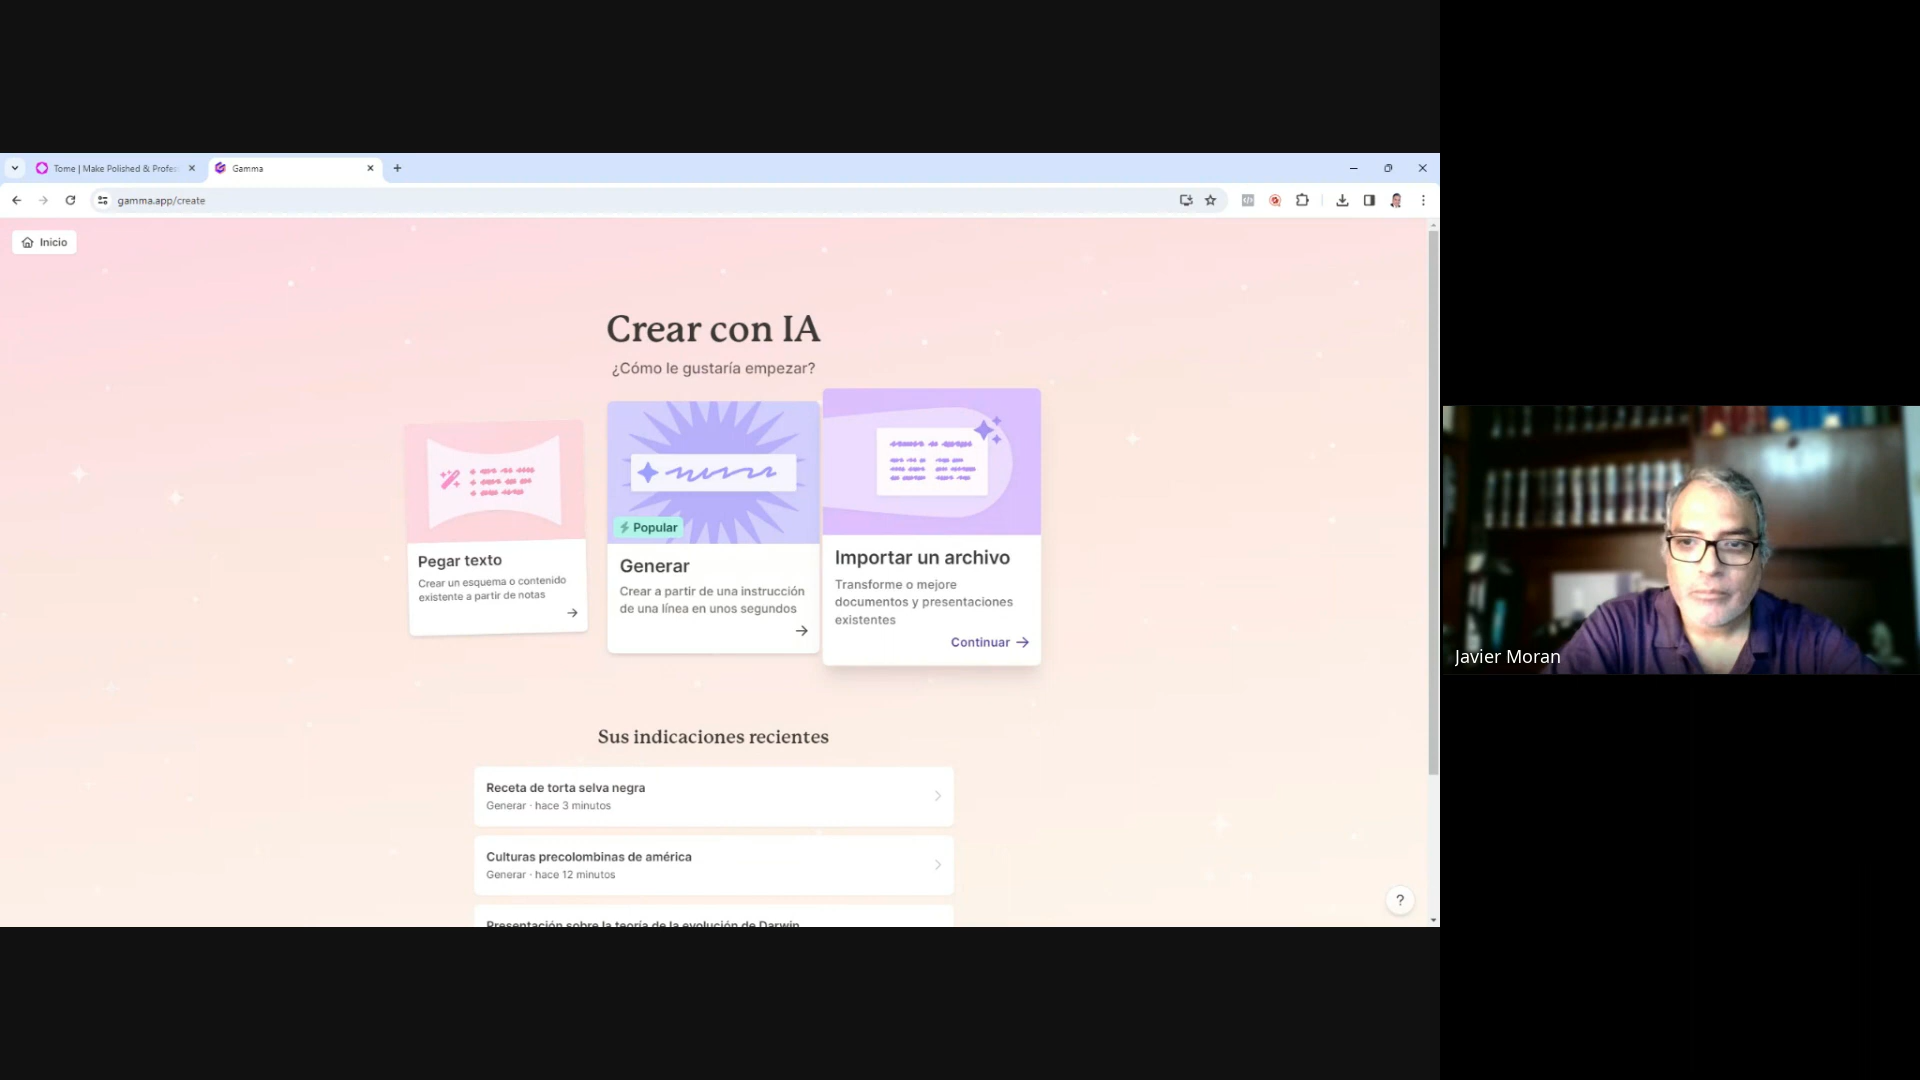 Tome | Make Polished & Profes
Gamma
gamma.app/create
Inicio
Crear con IA
¿Cómo le gustaría empezar?
Pegar texto
Crear un esquema o contenido
existente a partir de notas
Popular
Generar
Crear a partir de una instrucción
de una línea en unos segundos
Importar un archivo
Transforme o mejore
documentos y presentaciones
existentes
Continuar
Sus indicaciones recientes
Receta de torta selva negra
Generar · hace 3 minutos
Culturas precolombinas de américa
Generar · hace 12 minutos
Presentación sobre la teoría de la evolución de Darwin
?
Javier Moran